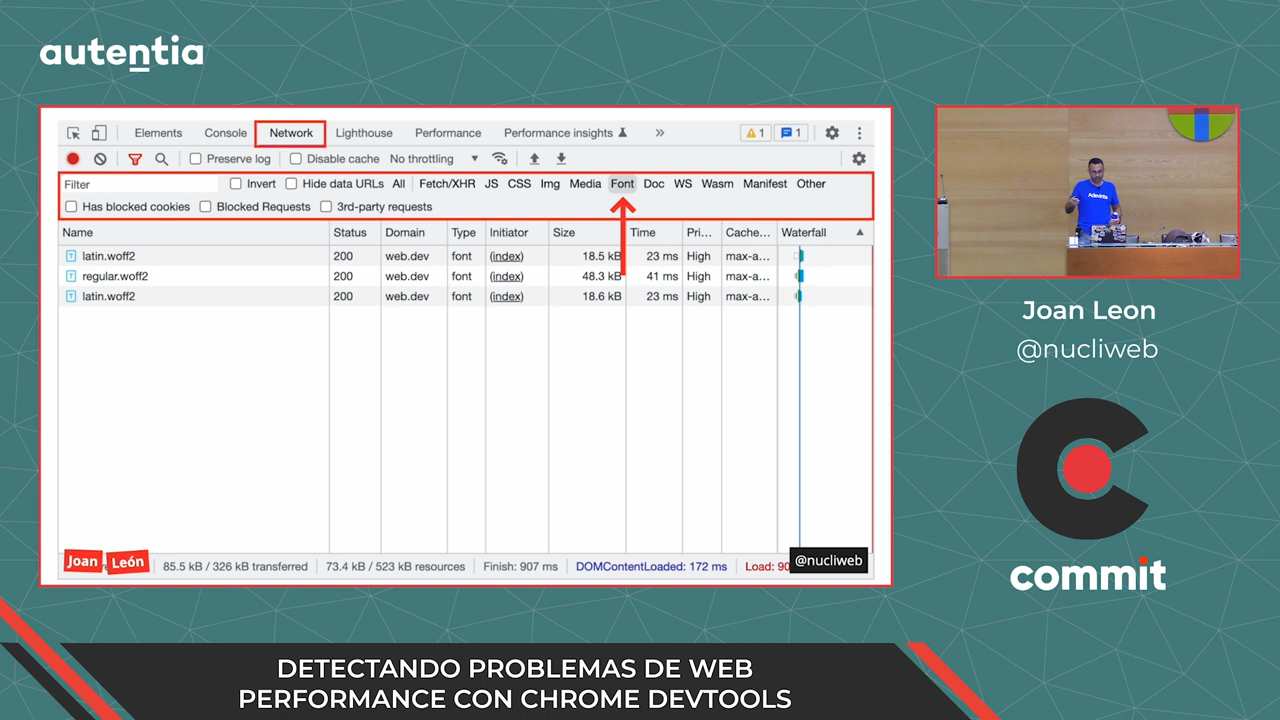 autentia
Elements Console Network Lighthouse Performance Performance insights 1 1
Preserve log Disable cache No throttling
Filter Invert Hide data URLs All Fetch/XHR JS CSS Img Media Font Doc WS Wasm Manifest Other
Has blocked cookies Blocked Requests 3rd-party requests
Name Status Domain Type Initiator Size Time Pri... Cache... Waterfall
latin.woff2 200 web.dev font (index) 18.5 kB 23 ms High max-a...
regular.woff2 200 web.dev font (index) 48.3 kB 41 ms High max-a...
latin.woff2 200 web.dev font (index) 18.6 kB 23 ms High max-a...
Joan León 85.5 kB / 326 kB transferred 73.4 kB / 523 kB resources Finish: 907 ms DOMContentLoaded: 172 ms Load: 90 @nucliweb
Adevinta
Joan Leon
@nucliweb
commit
DETECTANDO PROBLEMAS DE WEB
PERFORMANCE CON CHROME DEVTOOLS